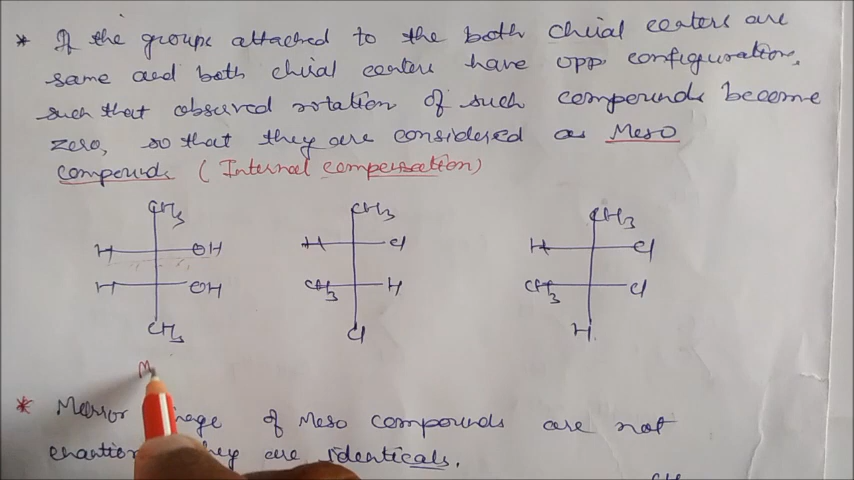 * If the groups attached to the both chiral centers are
same and both chiral centers have opp configuration,
such that observed rotation of such compounds become
zero, so that they are considered as Meso
compounds (Internal compensation)
CH3 CH3 CH3
H OH H Cl H Cl
H OH CH3 H CH3 Cl
CH3 Cl H
M
* Mirror image of Meso compounds are not
they are identicals.
CH